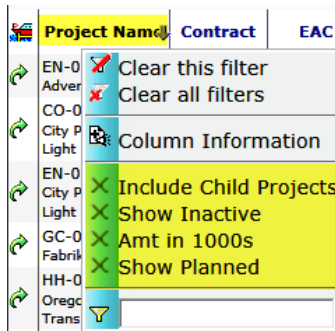 Project Name Contract EAC
Clear this filter
Clear all filters
Column Information
Include Child Projects
Show Inactive
Amt in 1000s
Show Planned
EN-0
Adver
CO-0
City P
Light
EN-0
City P
Light
GC-0
Fabrik
HH-0
Orego
Trans